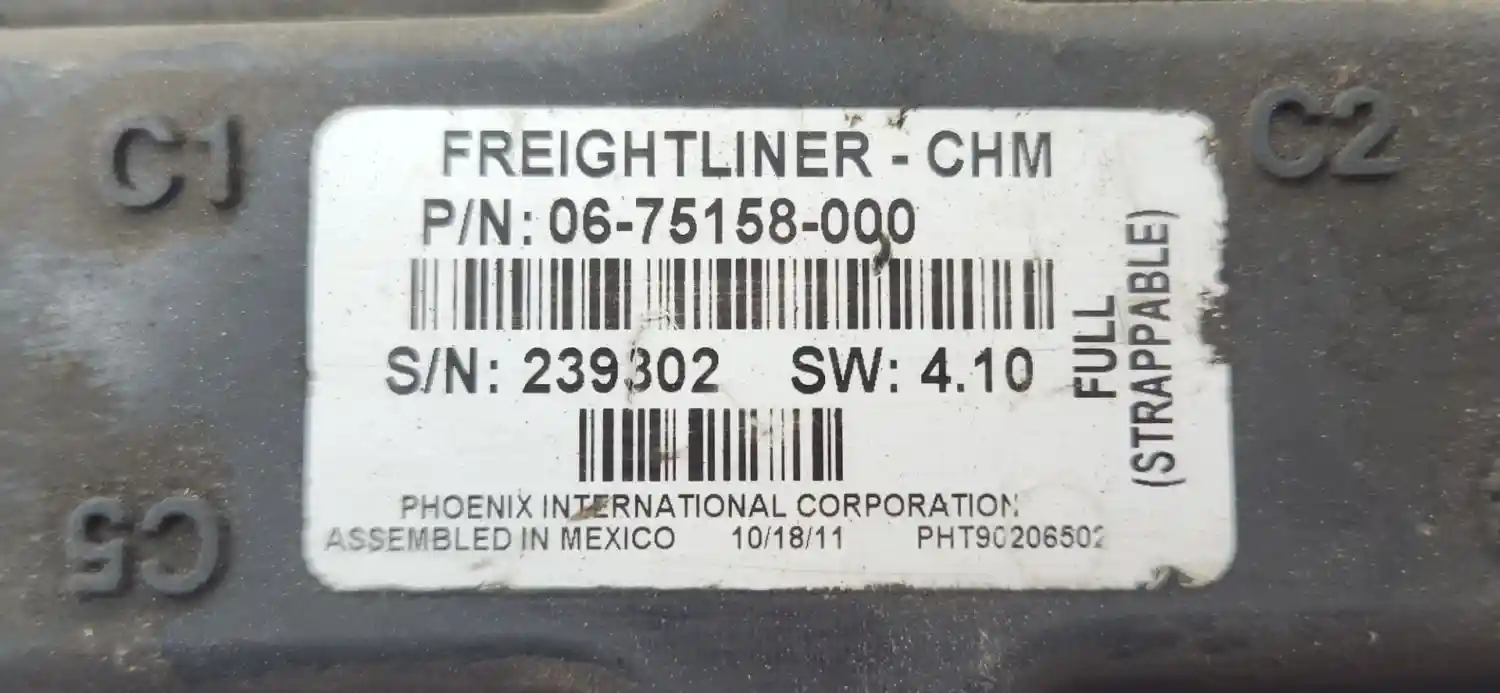 C1
C2
FREIGHTLINER - CHM
P/N: 06-75158-000
S/N: 239302 SW: 4.10
FULL
(STRAPPABLE)
PHOENIX INTERNATIONAL CORPORATION
ASSEMBLED IN MEXICO 10/18/11 PHT90206502
C5